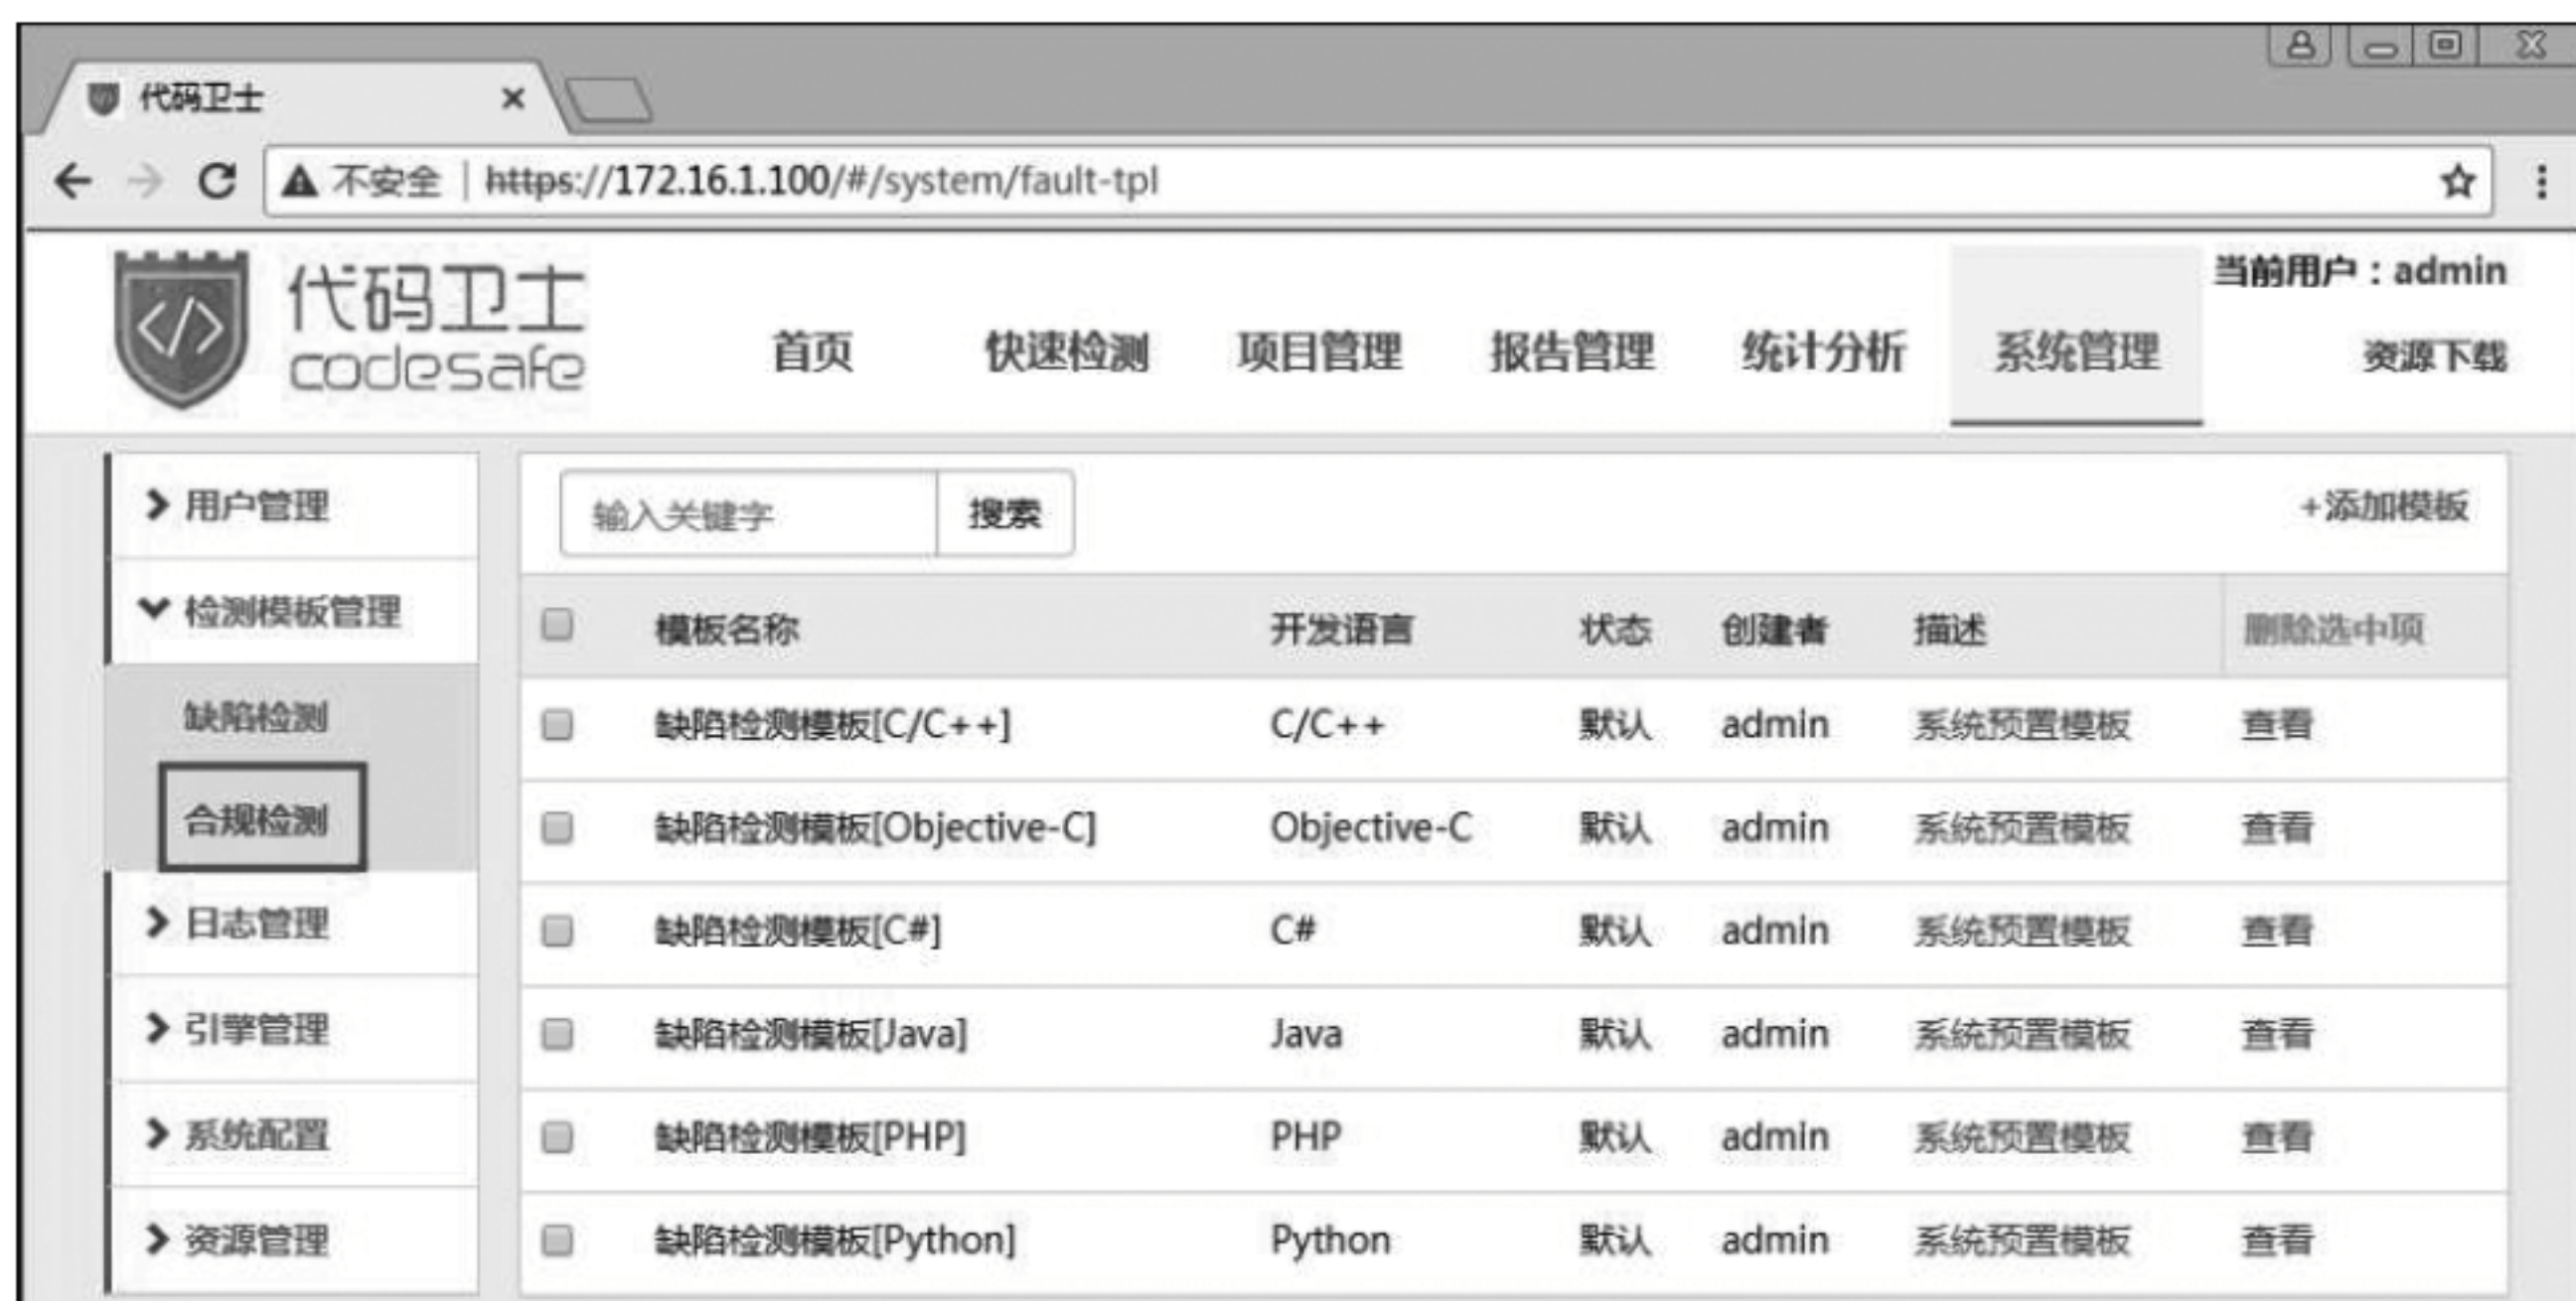 代码卫士
不安全 https://172.16.1.100/#/system/fault-tpl
代码卫士
codesafe
首页 快速检测 项目管理 报告管理 统计分析 系统管理
当前用户：admin
资源下载
用户管理
检测模板管理
缺陷检测
合规检测
日志管理
引擎管理
系统配置
资源管理
输入关键字 搜索 +添加模板
模板名称 开发语言 状态 创建者 描述 删除选中项
缺陷检测模板[C/C++] C/C++ 默认 admin 系统预置模板 查看
缺陷检测模板[Objective-C] Objective-C 默认 admin 系统预置模板 查看
缺陷检测模板[C#] C# 默认 admin 系统预置模板 查看
缺陷检测模板[Java] Java 默认 admin 系统预置模板 查看
缺陷检测模板[PHP] PHP 默认 admin 系统预置模板 查看
缺陷检测模板[Python] Python 默认 admin 系统预置模板 查看